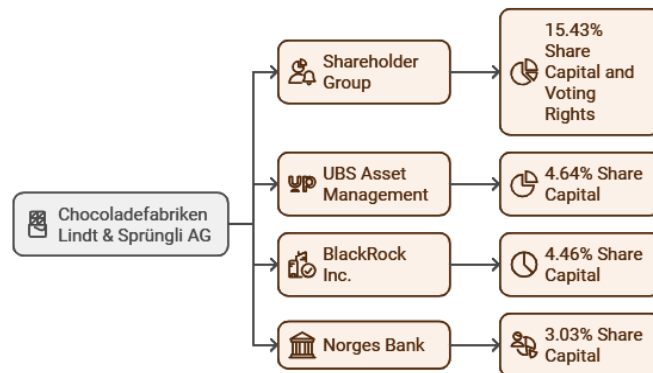 15.43%
Share
Capital and
Voting
Rights
Shareholder
Group
UBS Asset
Management
4.64% Share
Capital
Chocoladefabriken
Lindt & Sprüngli AG
BlackRock
Inc.
4.46% Share
Capital
Norges Bank
3.03% Share
Capital